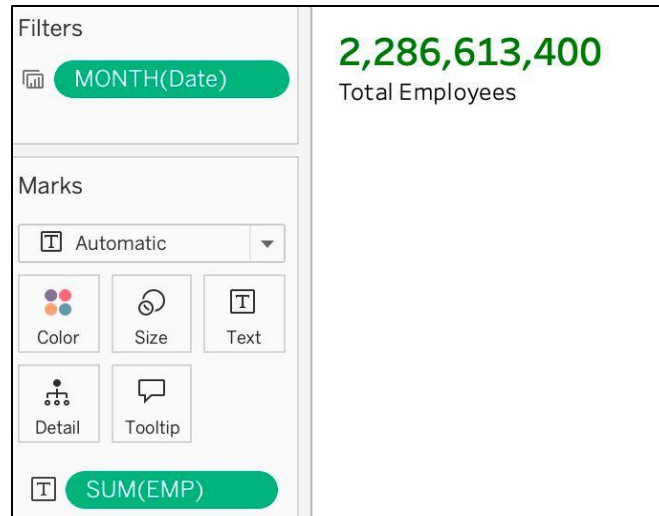 Filters
MONTH(Date)
2,286,613,400
Total Employees
Marks
T Automatic
Color
Size
T
Text
Detail
Tooltip
T SUM(EMP)